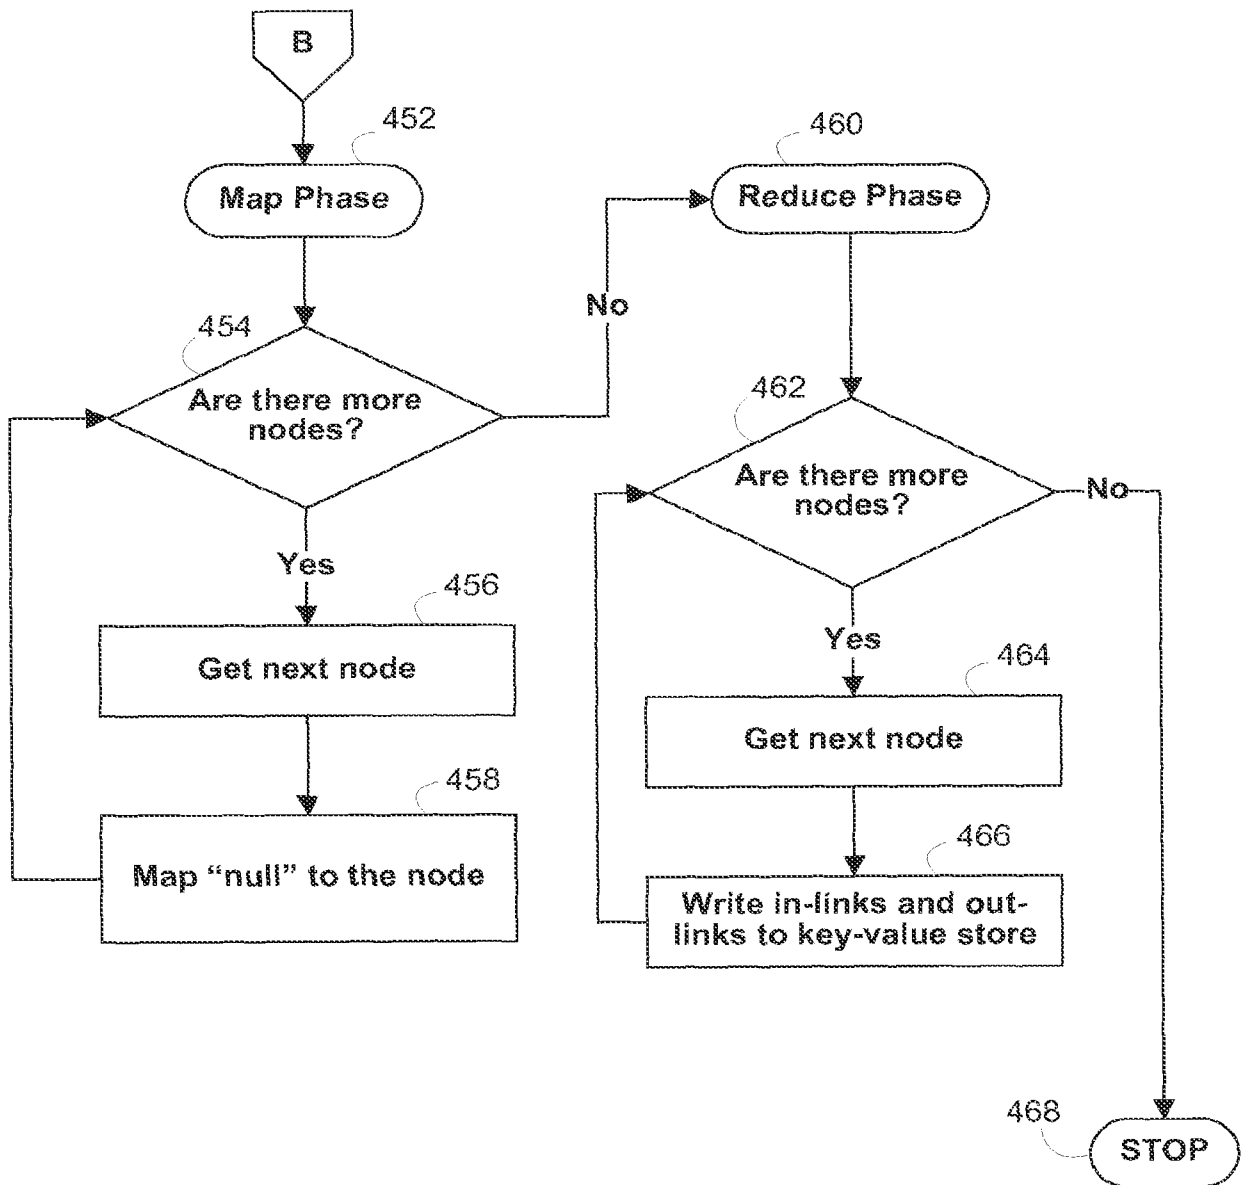 B
452
Map Phase
454
Are there more
nodes?
Yes
456
Get next node
458
Map “null” to the node
No
460
Reduce Phase
462
Are there more
nodes?
No
Yes
464
Get next node
466
Write in-links and out-
links to key-value store
468
STOP